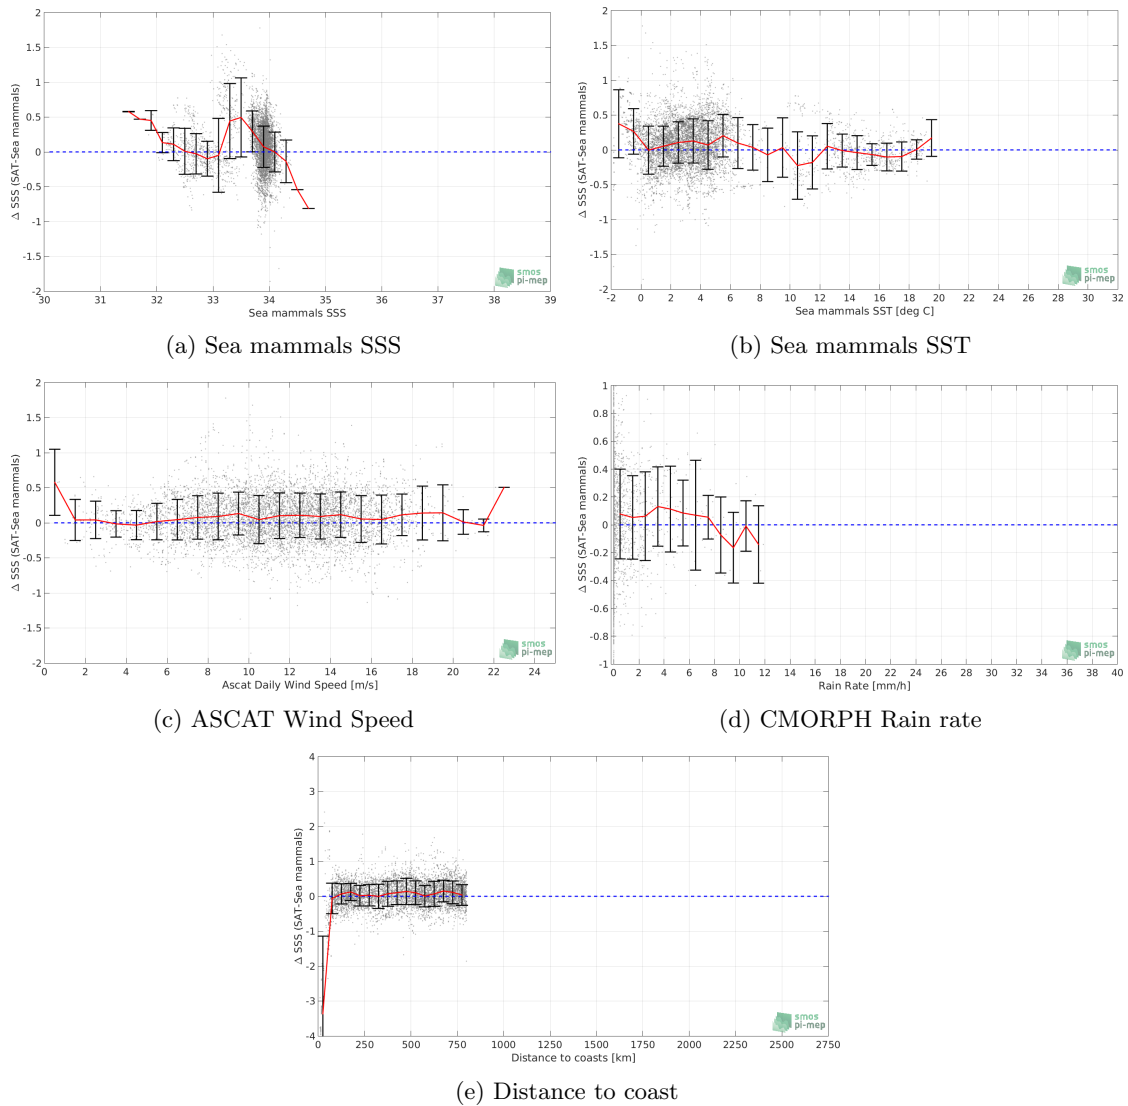 2
1.5
1
0.5
0
-0.5
-1
-1.5
-2
Δ SSS (SAT-Sea mammals)
30 31 32 33 34 35 36 37 38 39
Sea mammals SSS
smos
pi-mep
(a) Sea mammals SSS
2
1.5
1
0.5
0
-0.5
-1
-1.5
-2
Δ SSS (SAT-Sea mammals)
-2 0 2 4 6 8 10 12 14 16 18 20 22 24 26 28 30 32
Sea mammals SST [deg C]
smos
pi-mep
(b) Sea mammals SST
2
1.5
1
0.5
0
-0.5
-1
-1.5
-2
Δ SSS (SAT-Sea mammals)
0 2 4 6 8 10 12 14 16 18 20 22 24
Ascat Daily Wind Speed [m/s]
smos
pi-mep
(c) ASCAT Wind Speed
1
0.8
0.6
0.4
0.2
0
-0.2
-0.4
-0.6
-0.8
-1
Δ SSS (SAT-Sea mammals)
0 2 4 6 8 10 12 14 16 18 20 22 24 26 28 30 32 34 36 38 40
Rain Rate [mm/h]
smos
pi-mep
(d) CMORPH Rain rate
4
3
2
1
0
-1
-2
-3
-4
Δ SSS (SAT-Sea mammals)
0 250 500 750 1000 1250 1500 1750 2000 2250 2500 2750
Distance to coasts [km]
smos
pi-mep
(e) Distance to coast